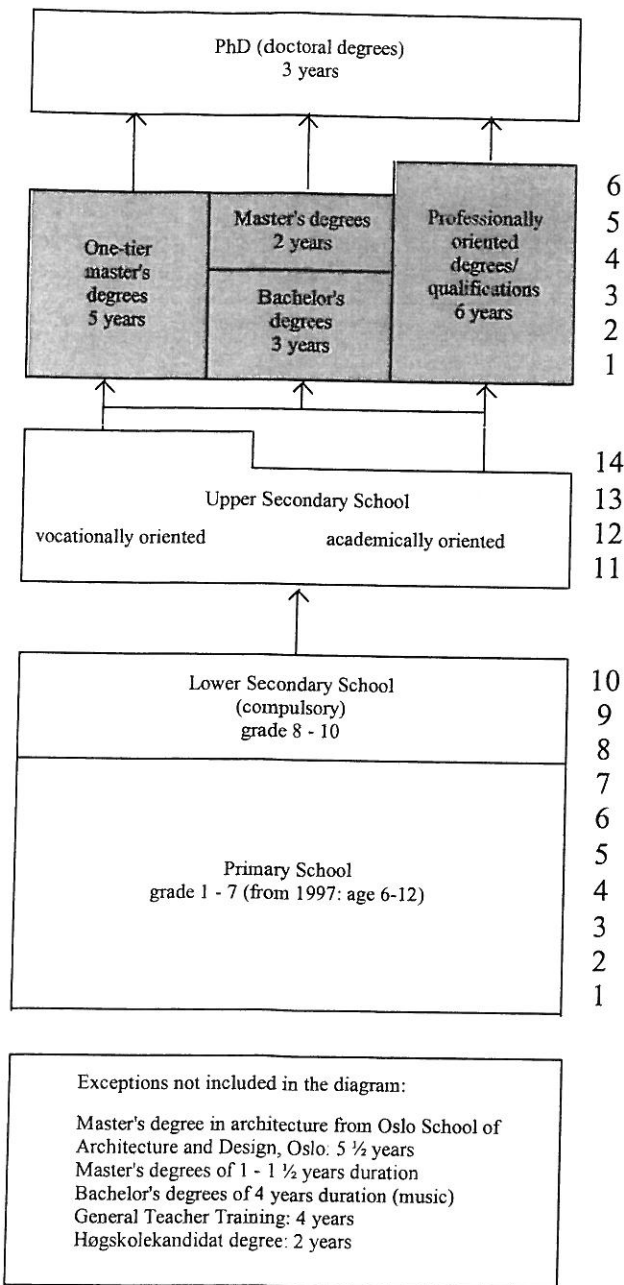 PhD (doctoral degrees)
3 years
One-tier
master's
degrees
5 years
Master's degrees
2 years
Bachelor's
degrees
3 years
Professionally
oriented
degrees/
qualifications
6 years
6
5
4
3
2
1
Upper Secondary School
vocationally oriented
academically oriented
14
13
12
11
Lower Secondary School
(compulsory)
grade 8 - 10
10
9
8
Primary School
grade 1 - 7 (from 1997: age 6-12)
7
6
5
4
3
2
1
Exceptions not included in the diagram:
Master's degree in architecture from Oslo School of
Architecture and Design, Oslo: 5 ½ years
Master's degrees of 1 - 1 ½ years duration
Bachelor's degrees of 4 years duration (music)
General Teacher Training: 4 years
Høgskolekandidat degree: 2 years